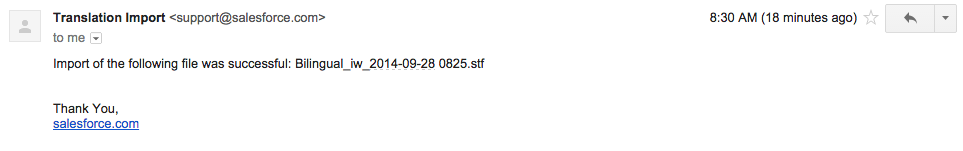 Translation Import <support@salesforce.com> 8:30 AM (18 minutes ago)
to me
Import of the following file was successful: Bilingual_iw_2014-09-28 0825.stf
Thank You,
salesforce.com